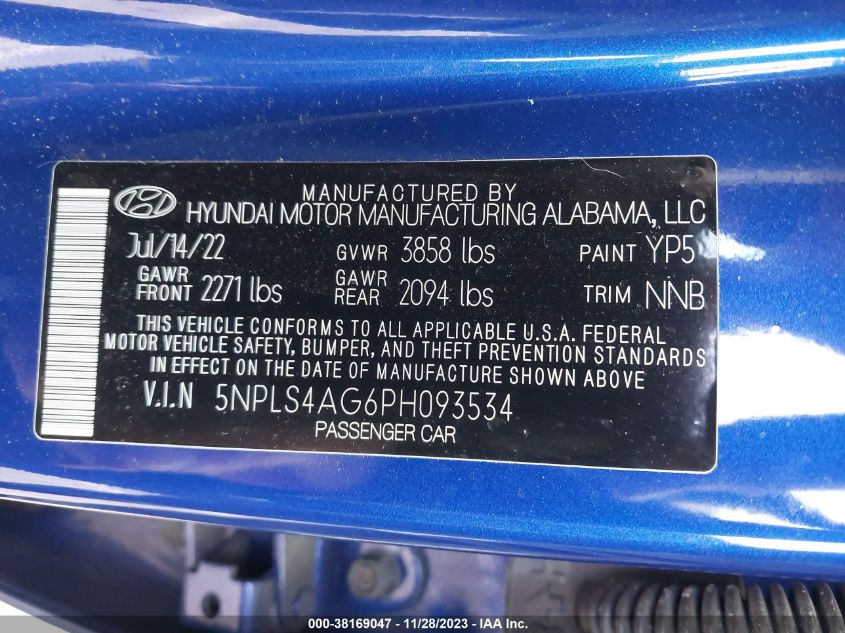 MANUFACTURED BY
HYUNDAI MOTOR MANUFACTURING ALABAMA, LLC
Jul/14/22 GVWR 3858 lbs PAINT YP5
GAWR FRONT 2271 lbs GAWR REAR 2094 lbs TRIM NNB
THIS VEHICLE CONFORMS TO ALL APPLICABLE U.S.A. FEDERAL
MOTOR VEHICLE SAFETY, BUMPER, AND THEFT PREVENTION STANDARDS
IN EFFECT ON THE DATE OF MANUFACTURE SHOWN ABOVE
V.I.N 5NPLS4AG6PH093534
PASSENGER CAR
000-38169047 - 11/28/2023 - IAA Inc.